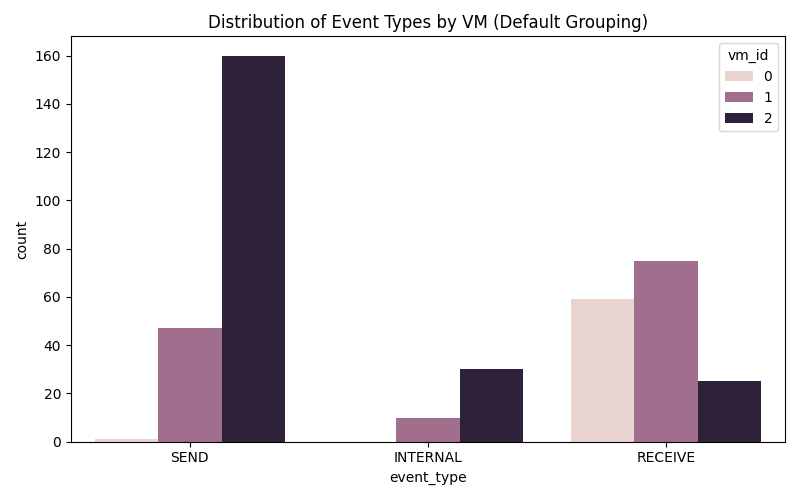 Distribution of Event Types by VM (Default Grouping)
vm_id
0
1
2
count
160
140
120
100
80
60
40
20
0
SEND
INTERNAL
RECEIVE
event_type